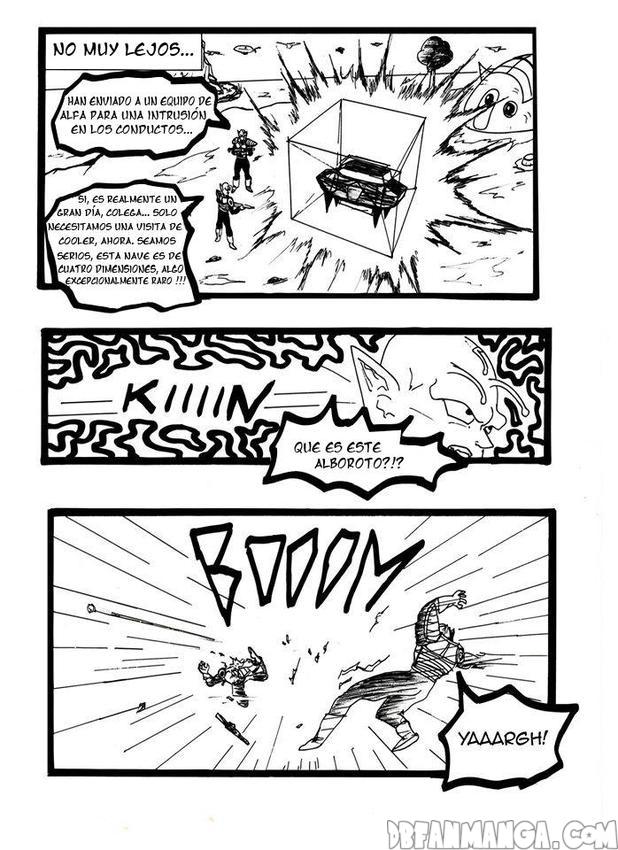 NO MUY LEJOS...
HAN ENVIADO A UN EQUIDO DE
ALFA PARA UNA INTRUSIÓN
EN LOS CONDUCTOS...
SI, ES REALMENTE UN
GRAN DÍA, COLEGA... SOLO
NECESITAMOS UNA VISITA DE
COOLER, AHORA. SEAMOS
SERIOS, ESTA NAVE ES DE
CUATRO DIMENSIONES, ALGO
EXCEPCIONALMENTE RARO !!!
KIIIIN
QUE ES ESTE
ALBOROTO?!?
BOOOM
YAAARGH!
DBFANMANGA.COM